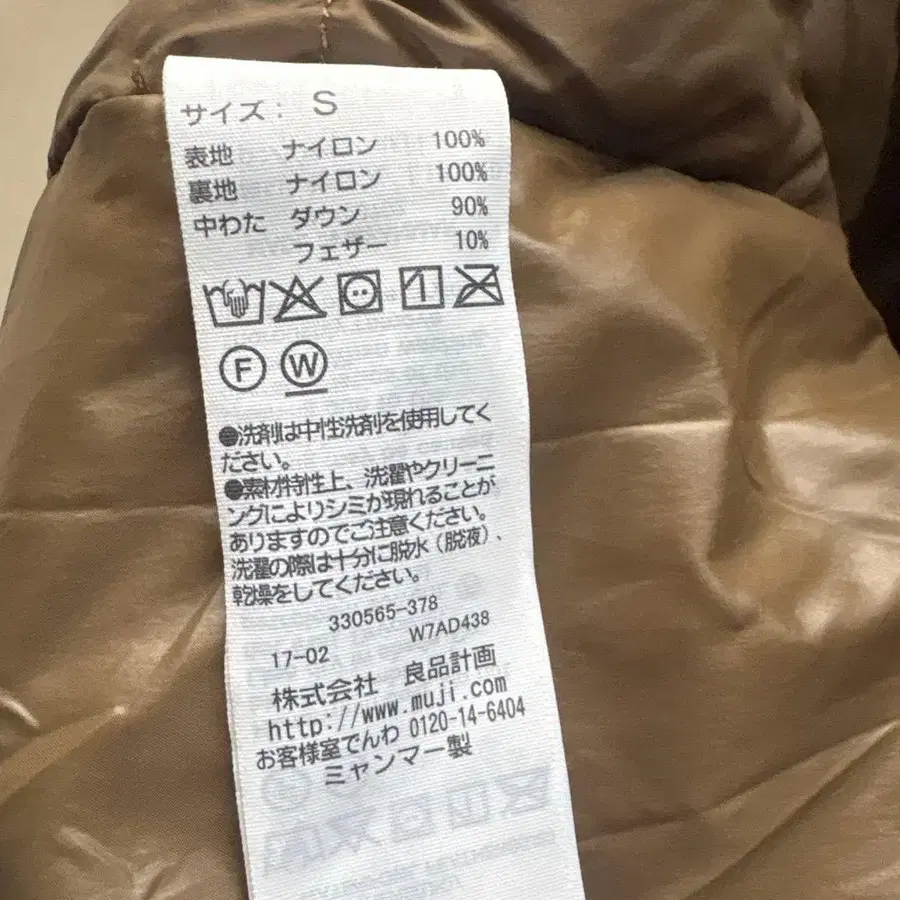 サイズ： S
表地 ナイロン 100%
裏地 ナイロン 100%
中わた ダウン 90%
フェザー 10%
F W
●洗剤は中性洗剤を使用してく
ださい。
●素材特性上、洗濯やクリーニ
ングによりシミが現れることが
ありますのでご注意ください。
洗濯の際は十分に脱水（脱液）、
乾燥をしてください。
330565-378
17-02 W7AD438
株式会社 良品計画
http://www.muji.com
お客様室でんわ 0120-14-6404
ミャンマー製